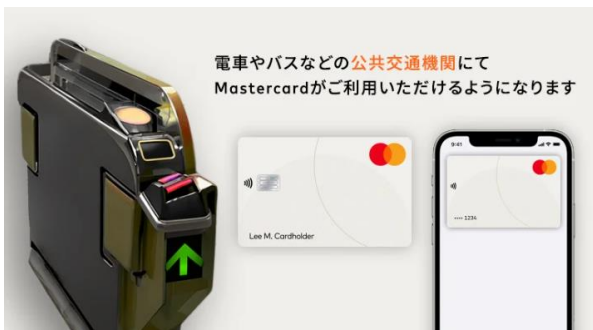 電車やバスなどの公共交通機関にて
Mastercardがご利用いただけるようになります
Lee M. Cardholder
9:41
•••• 1234